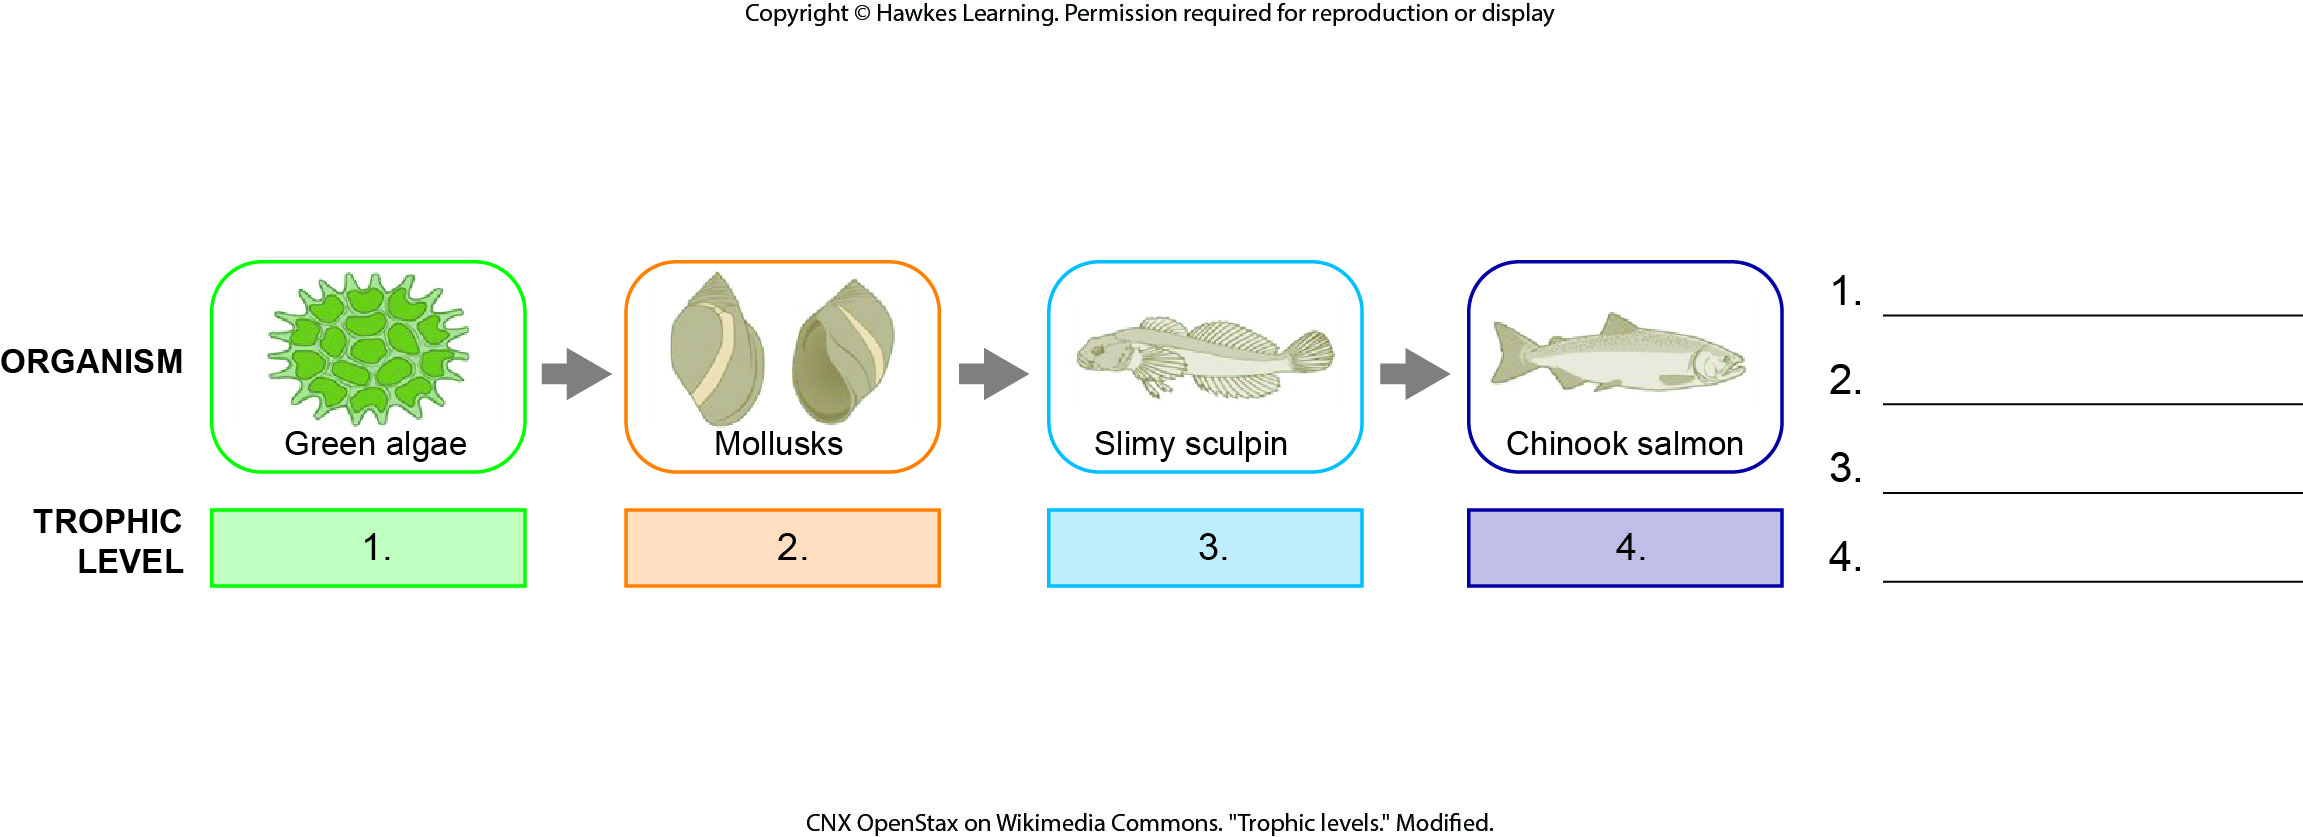 Copyright © Hawkes Learning. Permission required for reproduction or display
ORGANISM
Green algae
Mollusks
Slimy sculpin
Chinook salmon
TROPHIC
LEVEL
1.
2.
3.
4.
1.
2.
3.
4.
CNX OpenStax on Wikimedia Commons. "Trophic levels." Modified.